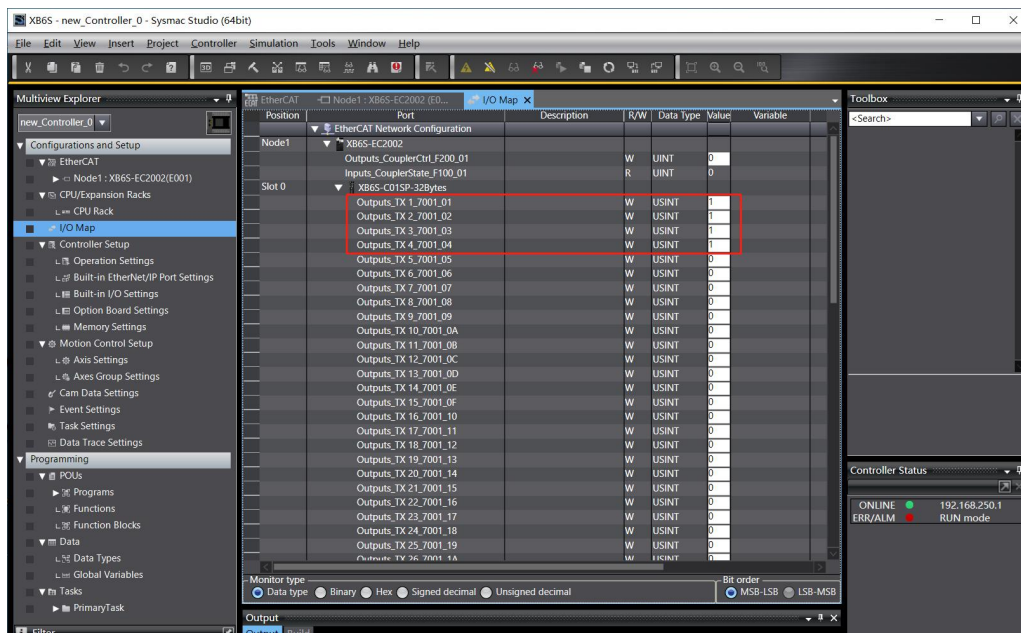 XB6S - new_Controller_0 - Sysmac Studio (64bit)
File Edit View Insert Project Controller Simulation Tools Window Help
Multiview Explorer
new_Controller_0
Configurations and Setup
EtherCAT
Node1 : XB6S-EC2002(E001)
CPU/Expansion Racks
CPU Rack
I/O Map
Controller Setup
Operation Settings
Built-in EtherNet/IP Port Settings
Built-in I/O Settings
Option Board Settings
Memory Settings
Motion Control Setup
Axis Settings
Axes Group Settings
Cam Data Settings
Event Settings
Task Settings
Data Trace Settings
Programming
POUs
Programs
Functions
Function Blocks
Data
Data Types
Global Variables
Tasks
PrimaryTask
Filter
EtherCAT Node1 : XB6S-EC2002 (E0... I/O Map
Position Port Description R/W Data Type Value Variable
EtherCAT Network Configuration
Node1 XB6S-EC2002
Outputs_CouplerCtrl_F200_01 W UINT 0
Inputs_CouplerState_F100_01 R UINT 0
Slot 0 XB6S-C01SP-32Bytes
Outputs_TX 1_7001_01 W USINT 1
Outputs_TX 2_7001_02 W USINT 1
Outputs_TX 3_7001_03 W USINT 1
Outputs_TX 4_7001_04 W USINT 1
Outputs_TX 5_7001_05 W USINT 0
Outputs_TX 6_7001_06 W USINT 0
Outputs_TX 7_7001_07 W USINT 0
Outputs_TX 8_7001_08 W USINT 0
Outputs_TX 9_7001_09 W USINT 0
Outputs_TX 10_7001_0A W USINT 0
Outputs_TX 11_7001_0B W USINT 0
Outputs_TX 12_7001_0C W USINT 0
Outputs_TX 13_7001_0D W USINT 0
Outputs_TX 14_7001_0E W USINT 0
Outputs_TX 15_7001_0F W USINT 0
Outputs_TX 16_7001_10 W USINT 0
Outputs_TX 17_7001_11 W USINT 0
Outputs_TX 18_7001_12 W USINT 0
Outputs_TX 19_7001_13 W USINT 0
Outputs_TX 20_7001_14 W USINT 0
Outputs_TX 21_7001_15 W USINT 0
Outputs_TX 22_7001_16 W USINT 0
Outputs_TX 23_7001_17 W USINT 0
Outputs_TX 24_7001_18 W USINT 0
Outputs_TX 25_7001_19 W USINT 0
Outputs_TX 26_7001_1A W USINT 0
Monitor type
Data type Binary Hex Signed decimal Unsigned decimal
Bit order
MSB-LSB LSB-MSB
Output
Output Build
Toolbox
<Search>
Controller Status
ONLINE 192.168.250.1
ERR/ALM RUN mode